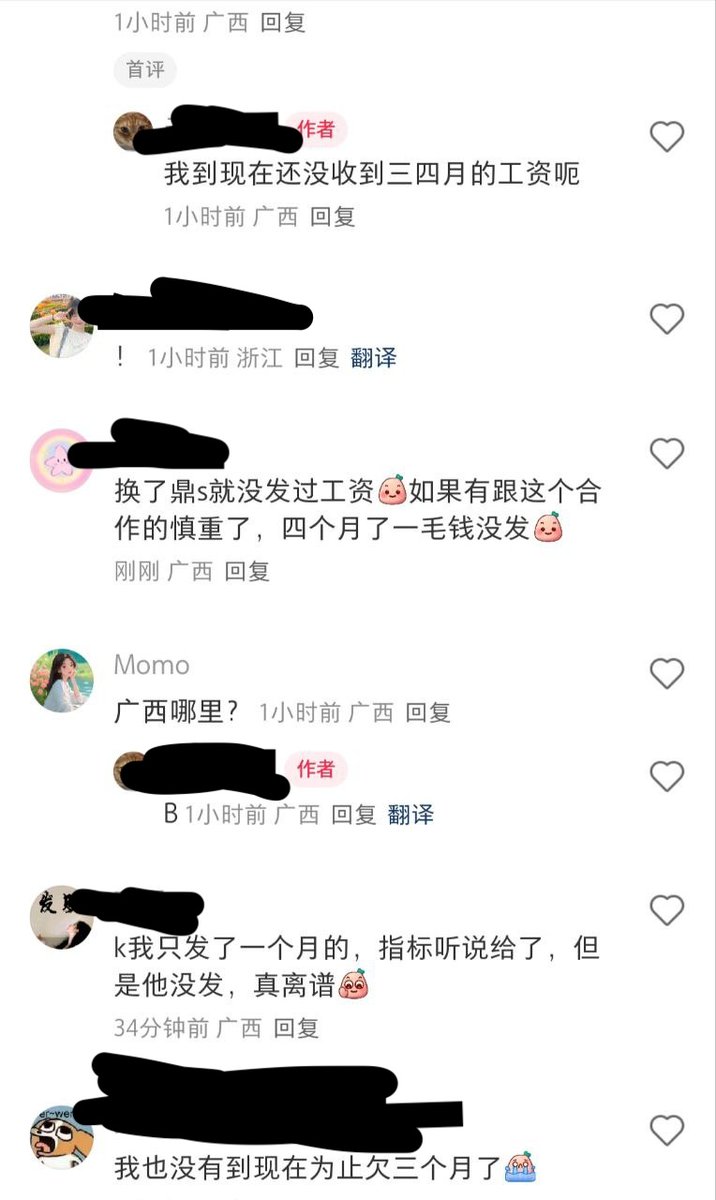 1小时前 广西 回复
首评
作者
我到现在还没收到三四月的工资呃
1小时前 广西 回复
！ 1小时前 浙江 回复 翻译
换了鼎s就没发过工资如果有跟这个合
作的慎重了，四个月了一毛钱没发
刚刚 广西 回复
Momo
广西哪里？ 1小时前 广西 回复
作者
B 1小时前 广西 回复 翻译
发
k我只发了一个月的，指标听说给了，但
是他没发，真离谱
34分钟前 广西 回复
er~wer
我也没有到现在为止欠三个月了